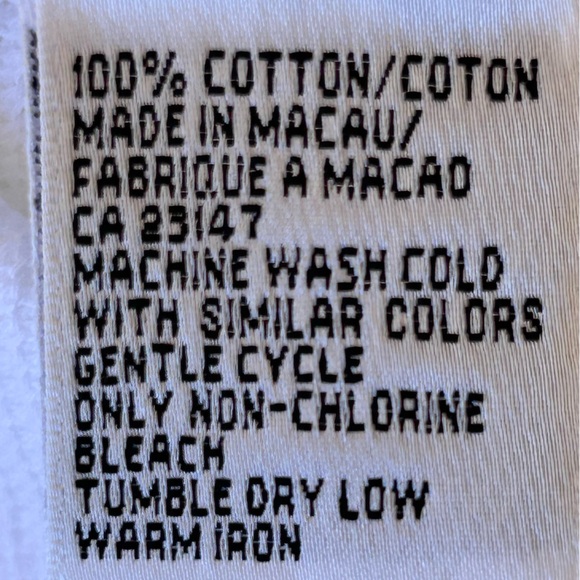 100% COTTON/COTON
MADE IN MACAU/
FABRIQUE A MACAO
CA 23147
MACHINE WASH COLD
WITH SIMILAR COLORS
GENTLE CYCLE
ONLY NON-CHLORINE
BLEACH
TUMBLE DRY LOW
WARM IRON